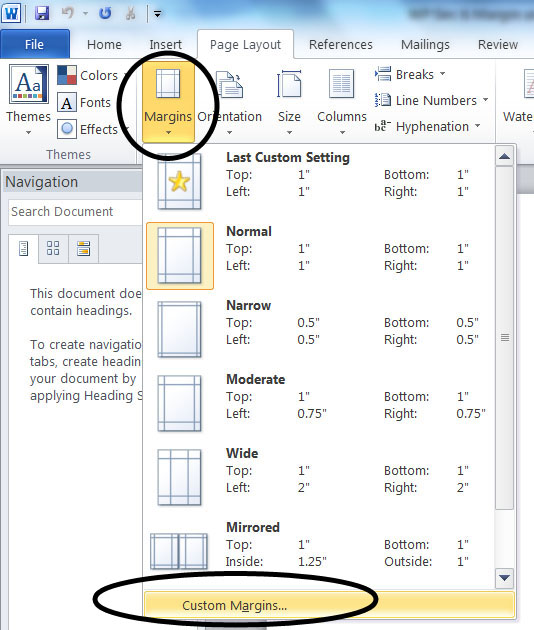 File Home Insert Page Layout References Mailings Review
Colors
Fonts
Effects
Themes
Margins Orientation Size Columns
Breaks
Line Numbers
Hyphenation
Themes
Navigation
Search Document
This document doe
contain headings.
To create navigatio
tabs, create headin
your document by
applying Heading S
Last Custom Setting
Top: 1" Bottom: 1"
Left: 1" Right: 1"
Normal
Top: 1" Bottom: 1"
Left: 1" Right: 1"
Narrow
Top: 0.5" Bottom: 0.5"
Left: 0.5" Right: 0.5"
Moderate
Top: 1" Bottom: 1"
Left: 0.75" Right: 0.75"
Wide
Top: 1" Bottom: 1"
Left: 2" Right: 2"
Mirrored
Top: 1" Bottom: 1"
Inside: 1.25" Outside: 1"
Custom Margins...